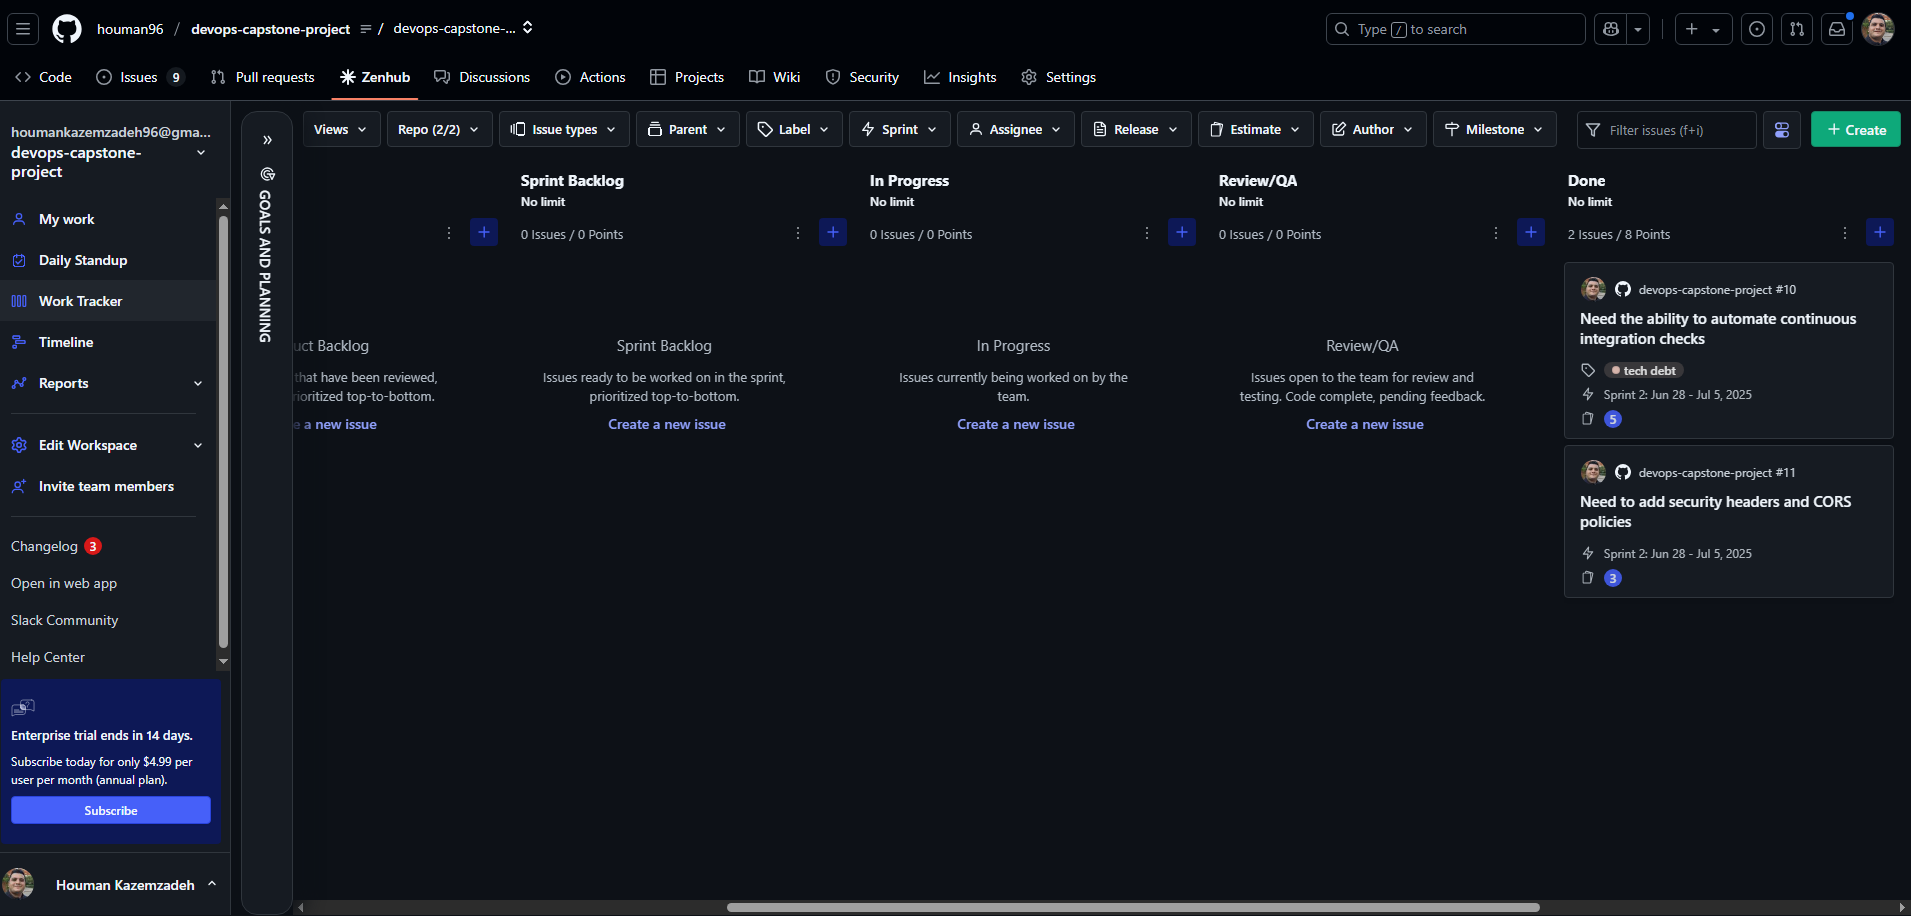 houman96 / devops-capstone-project / devops-capstone-...
Type / to search
Code
Issues 9
Pull requests
Zenhub
Discussions
Actions
Projects
Wiki
Security
Insights
Settings
houmankazemzadeh96@gma...
devops-capstone-
project
My work
Daily Standup
Work Tracker
Timeline
Reports
Edit Workspace
Invite team members
Changelog 3
Open in web app
Slack Community
Help Center
Enterprise trial ends in 14 days.
Subscribe today for only $4.99 per
user per month (annual plan).
Subscribe
Houman Kazemzadeh
GOALS AND PLANNING
Views
Repo (2/2)
Issue types
Parent
Label
Sprint
Assignee
Release
Estimate
Author
Milestone
Filter issues (f+i)
+ Create
uct Backlog
that have been reviewed,
rioritized top-to-bottom.
e a new issue
Sprint Backlog
No limit
0 Issues / 0 Points
Sprint Backlog
Issues ready to be worked on in the sprint,
prioritized top-to-bottom.
Create a new issue
In Progress
No limit
0 Issues / 0 Points
In Progress
Issues currently being worked on by the
team.
Create a new issue
Review/QA
No limit
0 Issues / 0 Points
Review/QA
Issues open to the team for review and
testing. Code complete, pending feedback.
Create a new issue
Done
No limit
2 Issues / 8 Points
devops-capstone-project #10
Need the ability to automate continuous
integration checks
tech debt
Sprint 2: Jun 28 - Jul 5, 2025
5
devops-capstone-project #11
Need to add security headers and CORS
policies
Sprint 2: Jun 28 - Jul 5, 2025
3